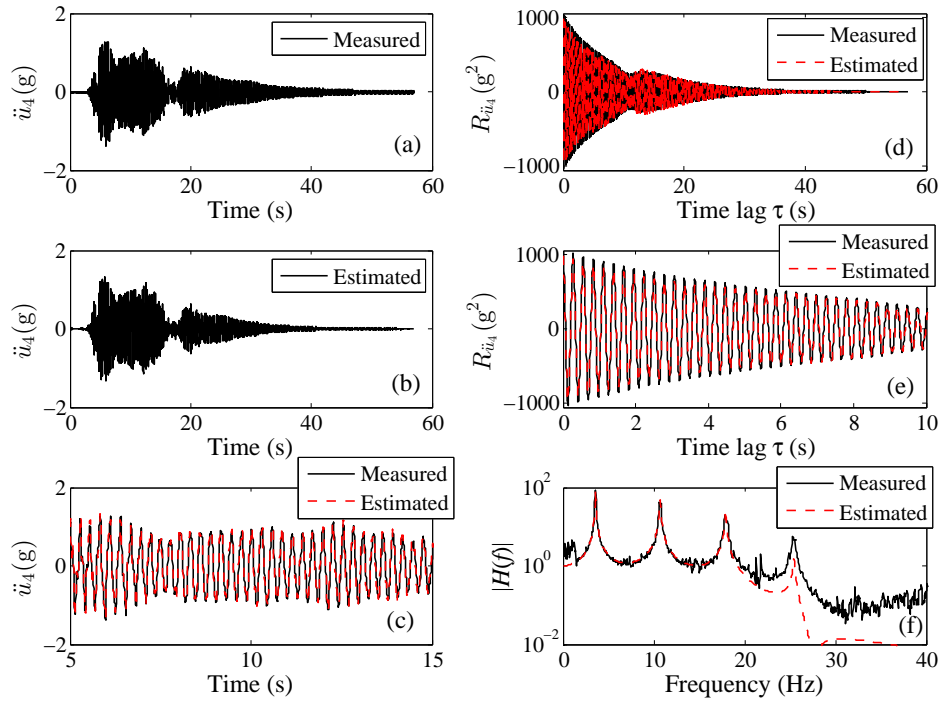 2
0
−2
ü₄(g)
Measured
(a)
0 20 40 60
Time (s)
1000
0
−1000
Rü₄(g²)
Measured
Estimated
(d)
0 20 40 60
Time lag τ (s)
2
0
−2
ü₄(g)
Estimated
(b)
0 20 40 60
Time (s)
1000
0
−1000
Rü₄(g²)
Measured
Estimated
(e)
0 2 4 6 8 10
Time lag τ (s)
2
0
−2
ü₄(g)
Measured
Estimated
(c)
5 10 15
Time (s)
10²
10⁰
10⁻²
|H(f)|
Measured
Estimated
(f)
0 10 20 30 40
Frequency (Hz)